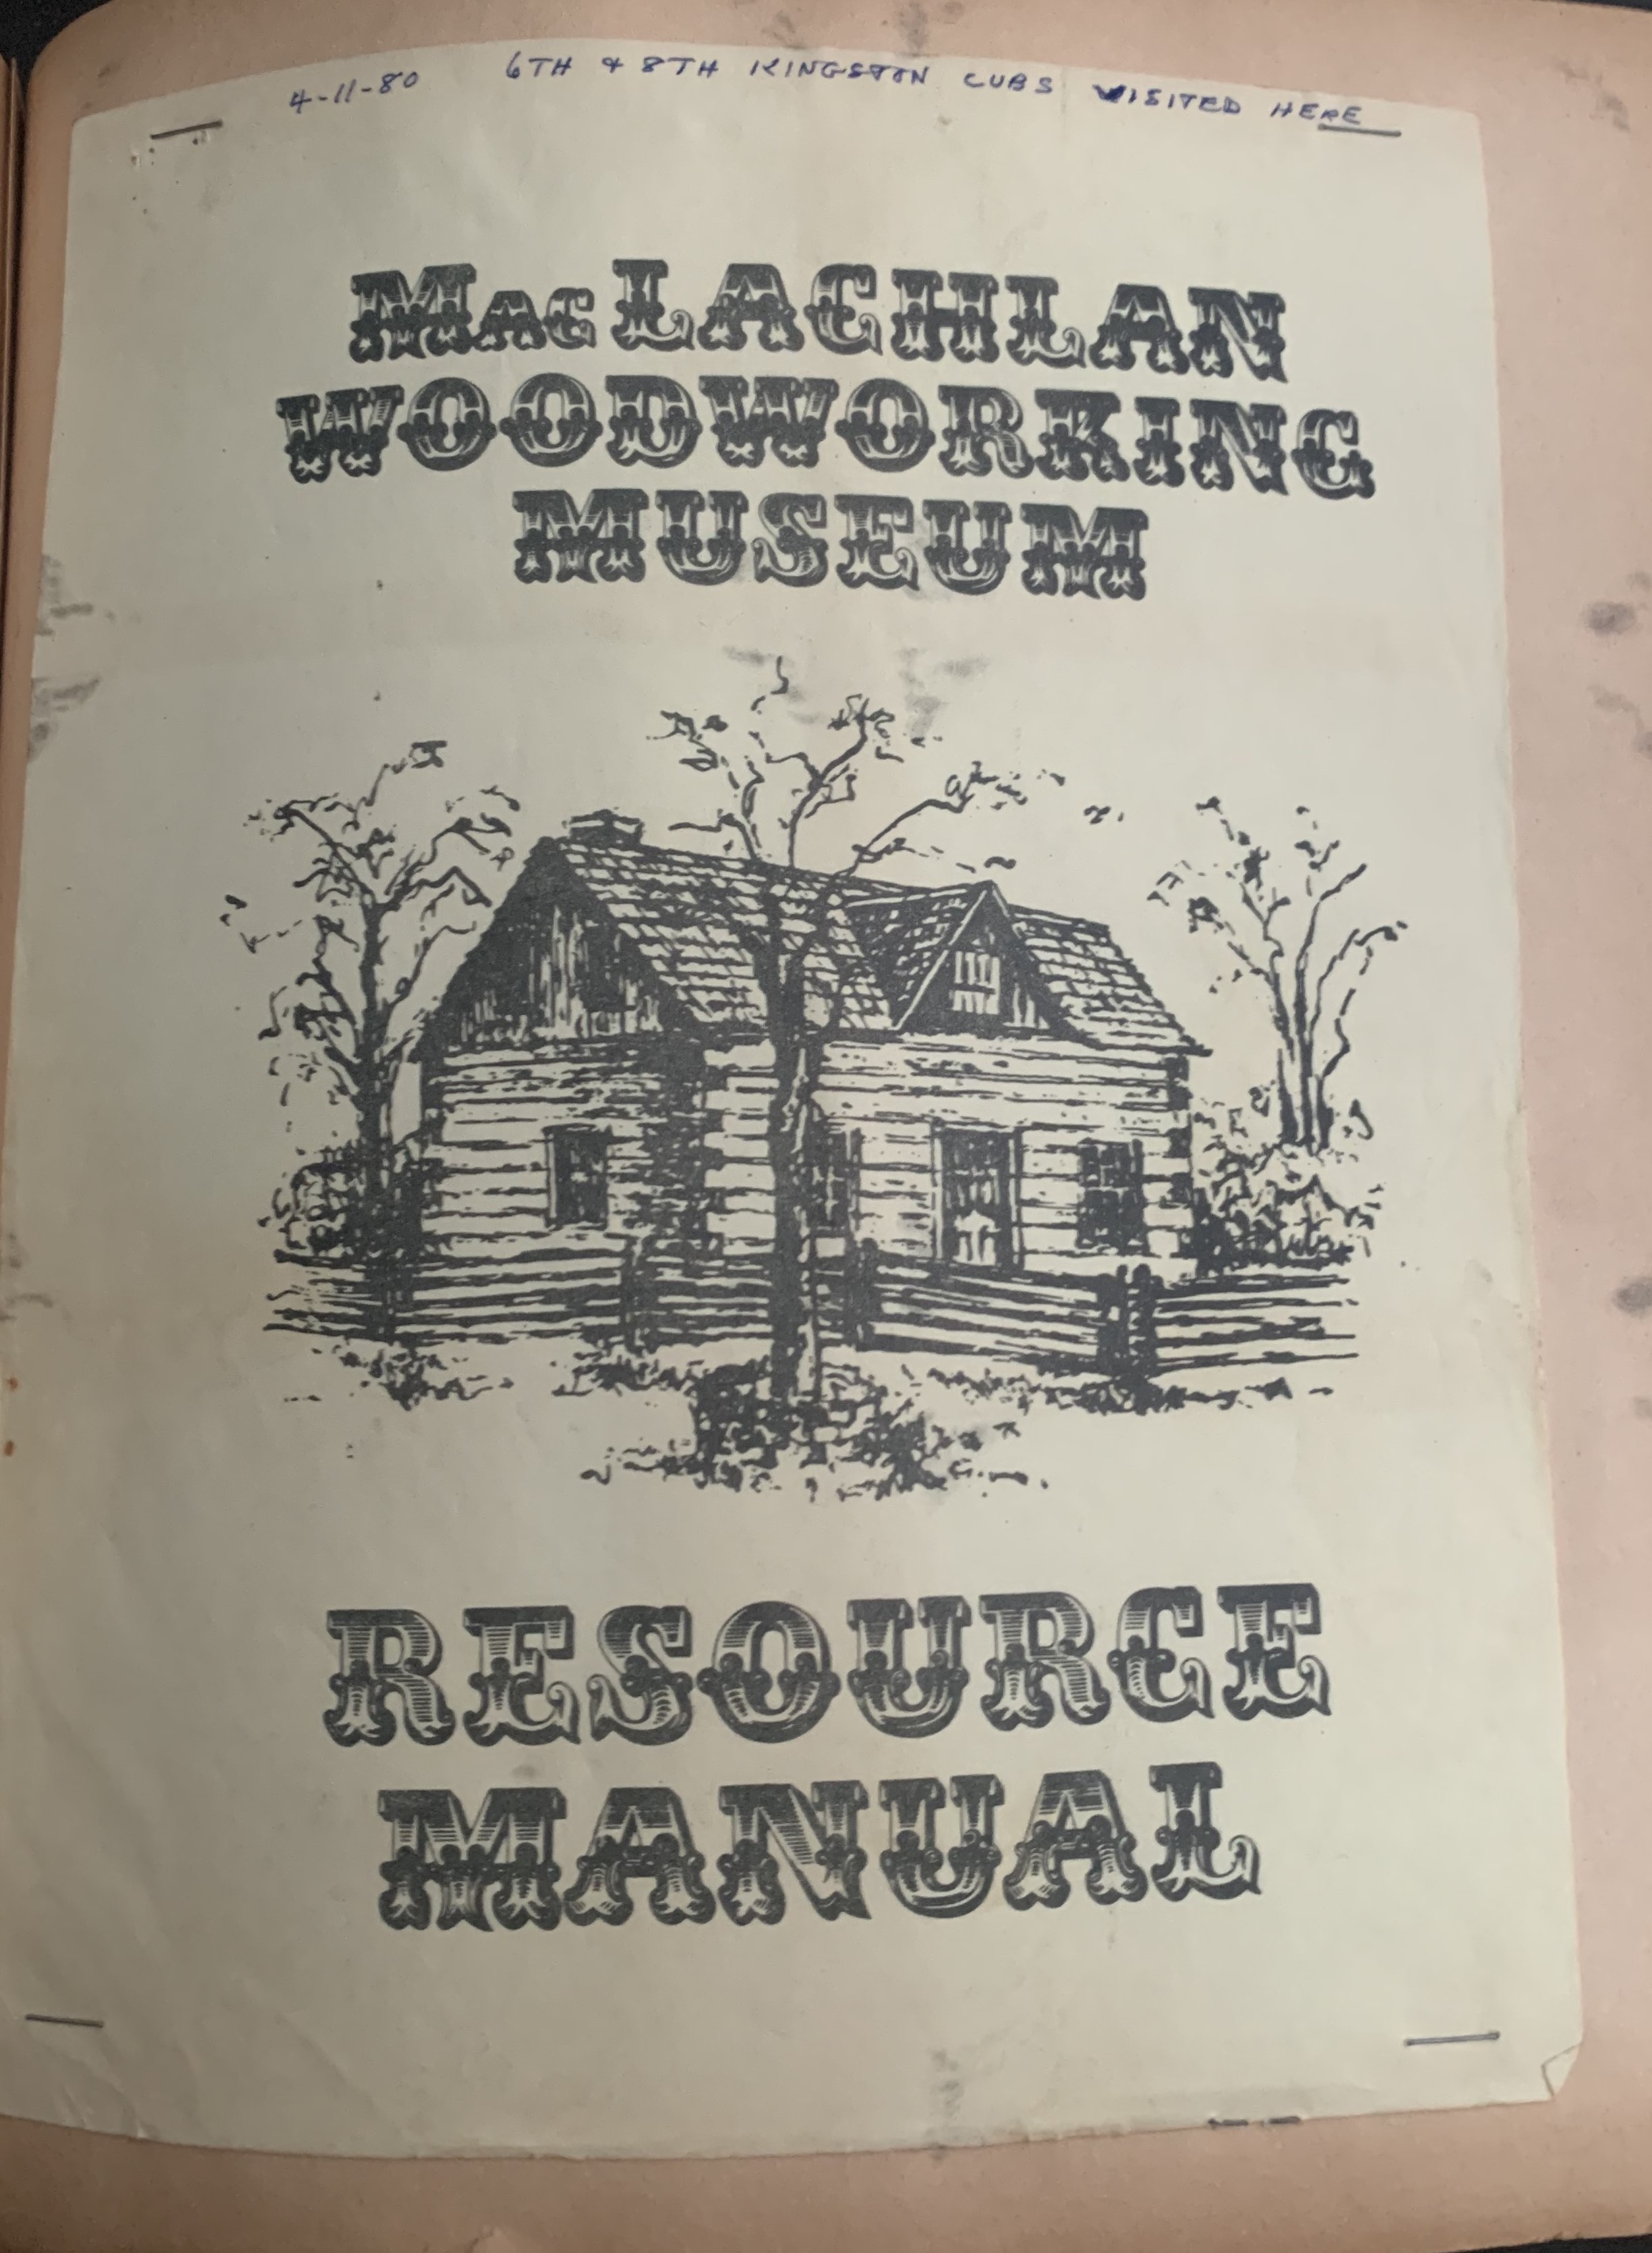 4-11-80 6TH & 8TH KINGSTON CUBS VISITED HERE
MacLACHLAN
WOODWORKING
MUSEUM
RESOURCE
MANUAL